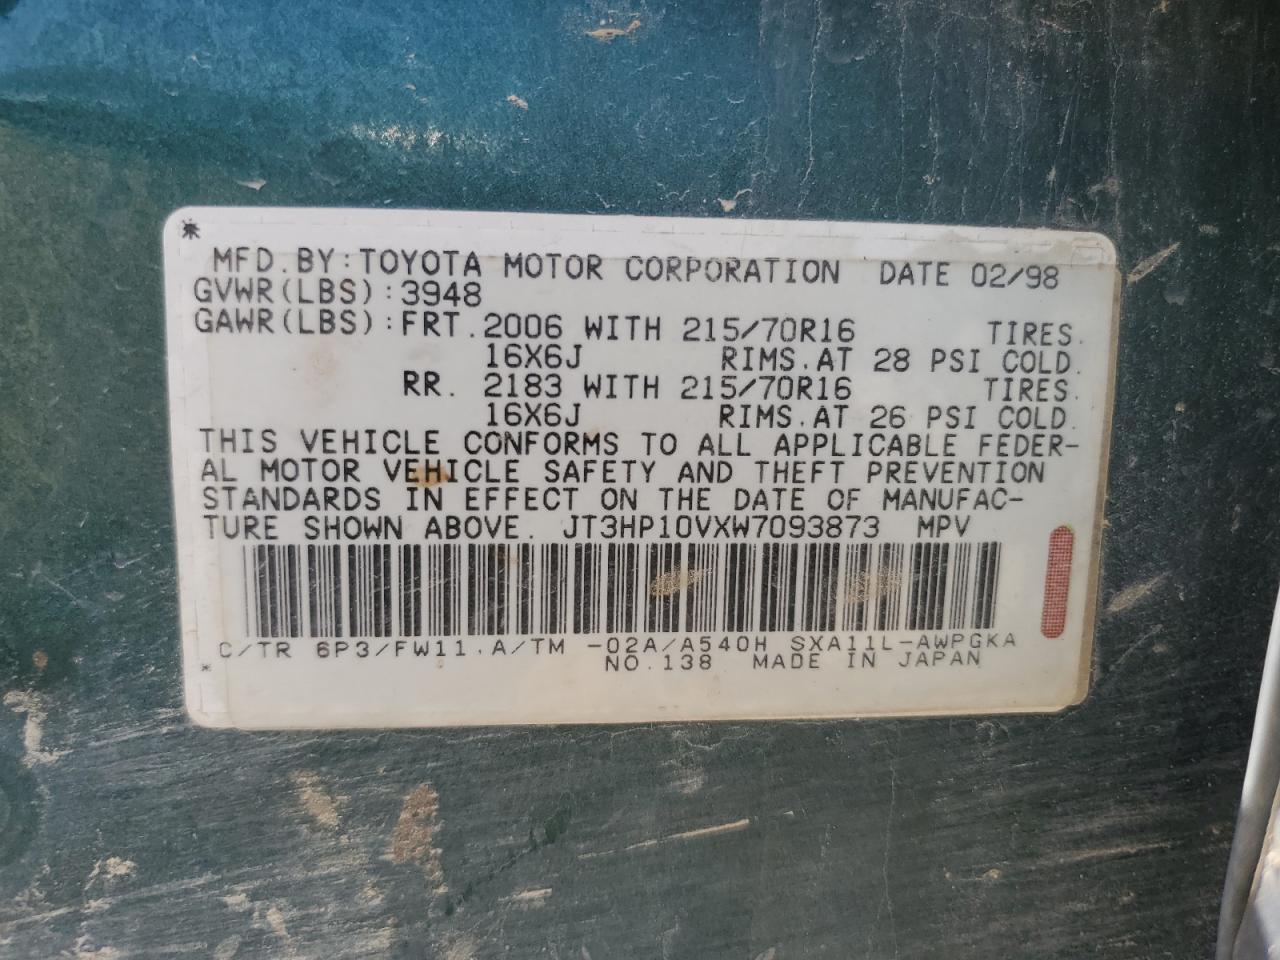 *
MFD. BY: TOYOTA MOTOR CORPORATION DATE 02/98
GVWR(LBS): 3948
GAWR(LBS): FRT. 2006 WITH 215/70R16 TIRES.
16X6J RIMS. AT 28 PSI COLD.
RR. 2183 WITH 215/70R16 TIRES.
16X6J RIMS. AT 26 PSI COLD.
THIS VEHICLE CONFORMS TO ALL APPLICABLE FEDER-
AL MOTOR VEHICLE SAFETY AND THEFT PREVENTION
STANDARDS IN EFFECT ON THE DATE OF MANUFAC-
TURE SHOWN ABOVE. JT3HP10VXW7093873 MPV
C/TR 6P3/FW11. A/TM -02A/A540H SXA11L-AWPGKA
* NO. 138 MADE IN JAPAN